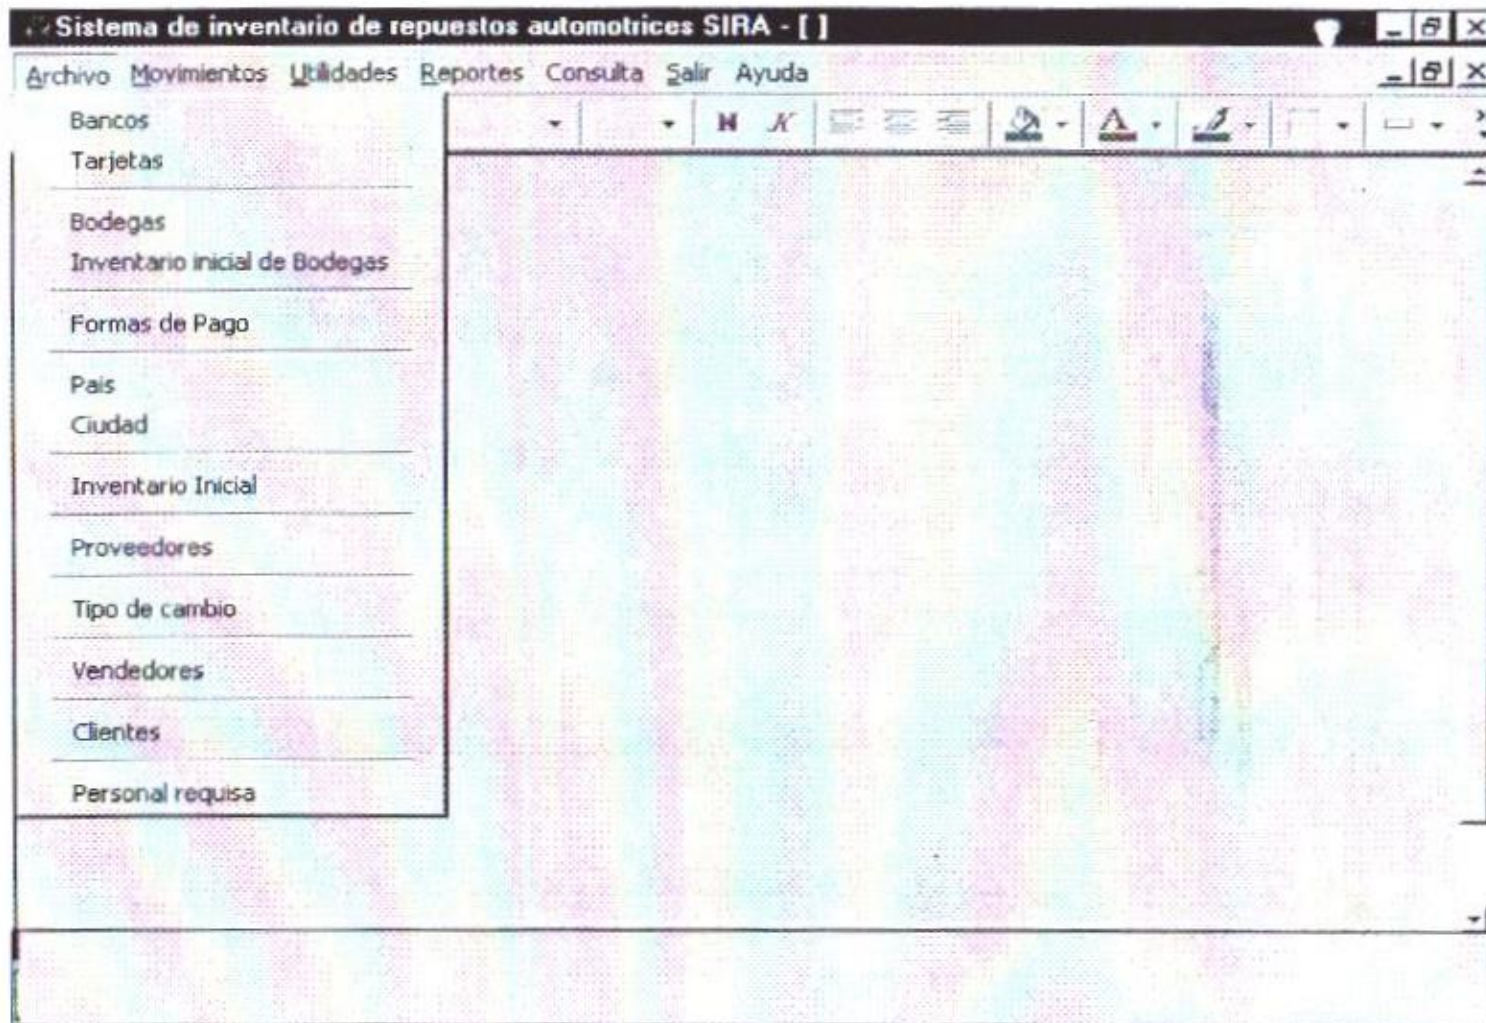 Sistema de inventario de repuestos automotrices SIRA - [ ]
Archivo Movimientos Utilidades Reportes Consulta Salir Ayuda
N K A
Bancos
Tarjetas
Bodegas
Inventario inicial de Bodegas
Formas de Pago
Pais
Ciudad
Inventario Inicial
Proveedores
Tipo de cambio
Vendedores
Clientes
Personal requisa